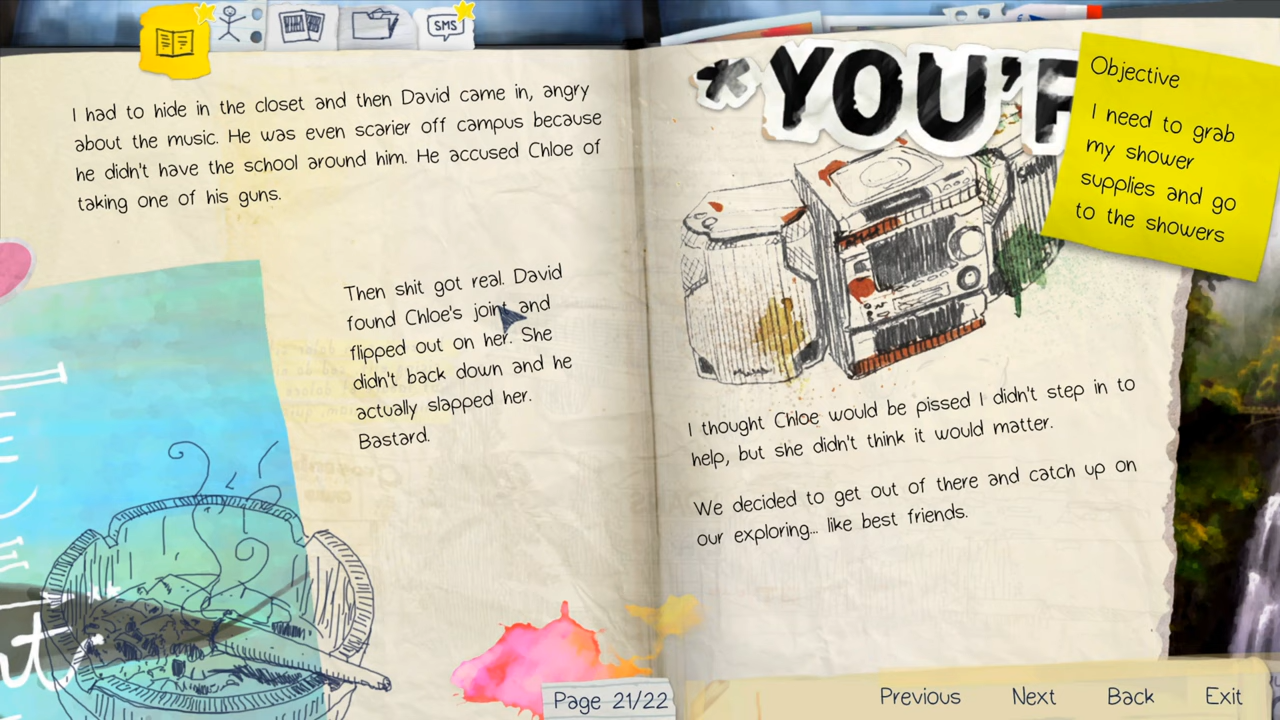 SMS
I had to hide in the closet and then David came in, angry
about the music. He was even scarier off campus because
he didn't have the school around him. He accused Chloe of
taking one of his guns.
Then shit got real. David
found Chloe's joint and
flipped out on her. She
didn't back down and he
actually slapped her.
Bastard.
*YOU'R
Objective
I need to grab
my shower
supplies and go
to the showers
I thought Chloe would be pissed I didn't step in to
help, but she didn't think it would matter.
We decided to get out of there and catch up on
our exploring... like best friends.
Page 21/22
Previous Next Back Exit